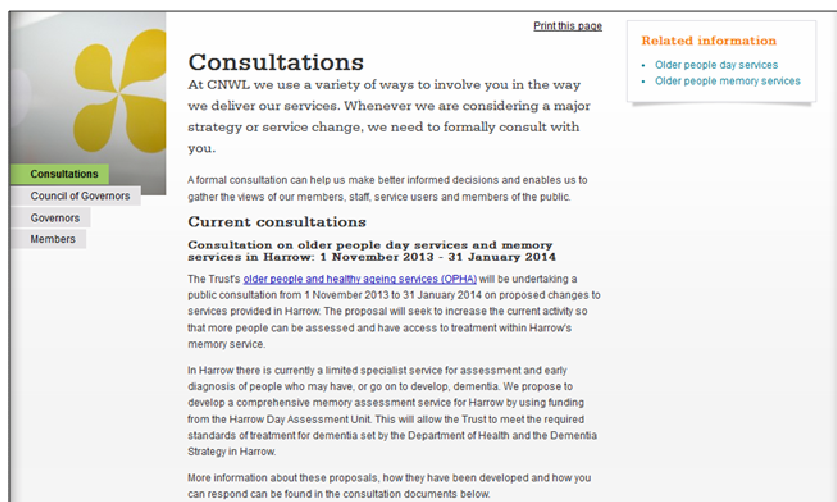 Print this page
Consultations
At CNWL we use a variety of ways to involve you in the way
we deliver our services. Whenever we are considering a major
strategy or service change, we need to formally consult with
you.
A formal consultation can help us make better informed decisions and enables us to
gather the views of our members, staff, service users and members of the public.
Current consultations
Consultation on older people day services and memory
services in Harrow: 1 November 2013 - 31 January 2014
The Trust's older people and healthy ageing services (OPHA) will be undertaking a
public consultation from 1 November 2013 to 31 January 2014 on proposed changes to
services provided in Harrow. The proposal will seek to increase the current activity so
that more people can be assessed and have access to treatment within Harrow's
memory service.
In Harrow there is currently a limited specialist service for assessment and early
diagnosis of people who may have, or go on to develop, dementia. We propose to
develop a comprehensive memory assessment service for Harrow by using funding
from the Harrow Day Assessment Unit. This will allow the Trust to meet the required
standards of treatment for dementia set by the Department of Health and the Dementia
Strategy in Harrow.
More information about these proposals, how they have been developed and how you
can respond can be found in the consultation documents below.
Consultations
Council of Governors
Governors
Members
Related information
• Older people day services
• Older people memory services